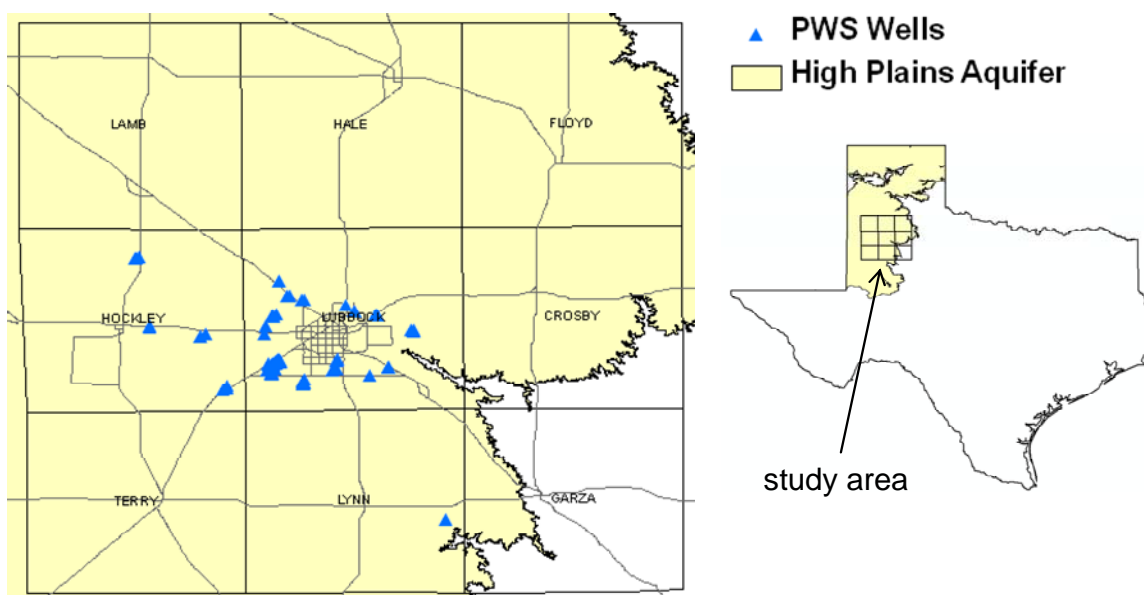 PWS Wells
High Plains Aquifer
LAMB
HALE
FLOYD
HOCKLEY
LUBBOCK
CROSBY
TERRY
LYNN
GARZA
study area